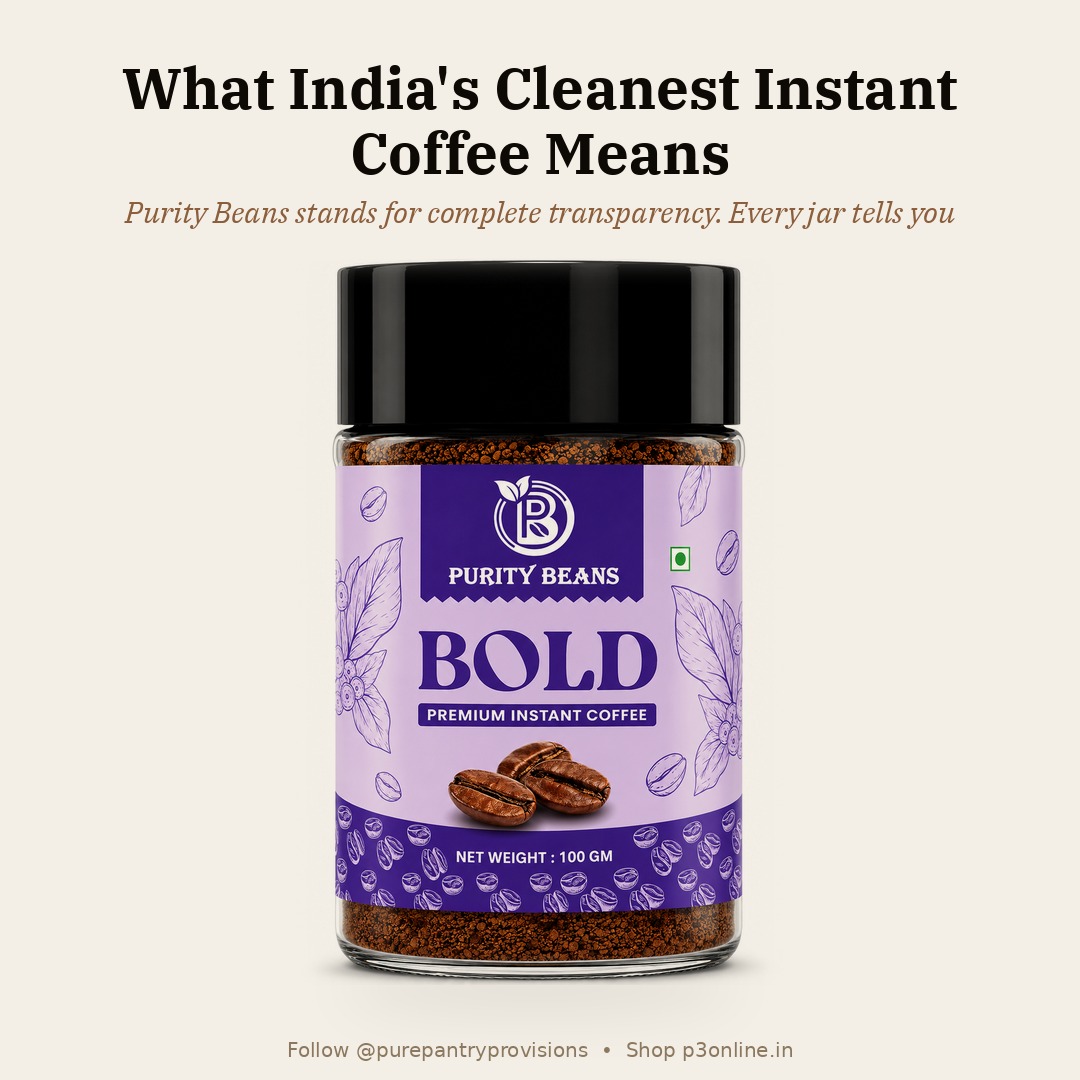 What India's Cleanest Instant
Coffee Means
Purity Beans stands for complete transparency. Every jar tells you
PURITY BEANS
BOLD
PREMIUM INSTANT COFFEE
NET WEIGHT : 100 GM
Follow @purepantryprovisions • Shop p3online.in